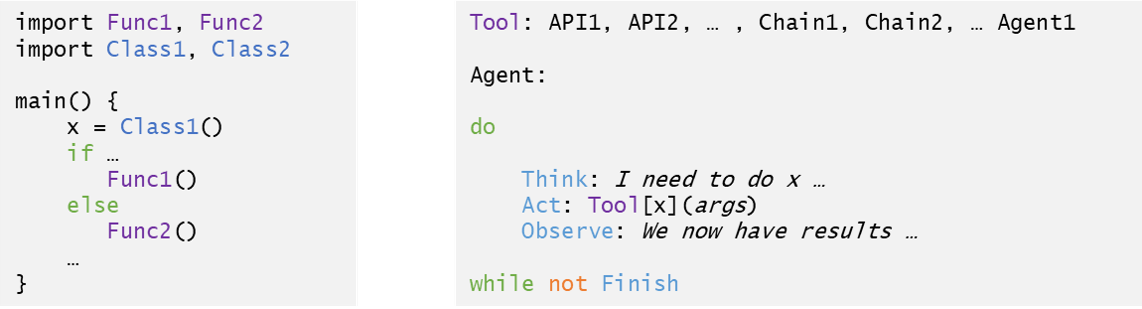 import Func1, Func2
import Class1, Class2
main() {
x = Class1()
if …
Func1()
else
Func2()
…
}
Tool: API1, API2, … , Chain1, Chain2, … Agent1
Agent:
do
Think: I need to do x …
Act: Tool[x](args)
Observe: We now have results …
while not Finish